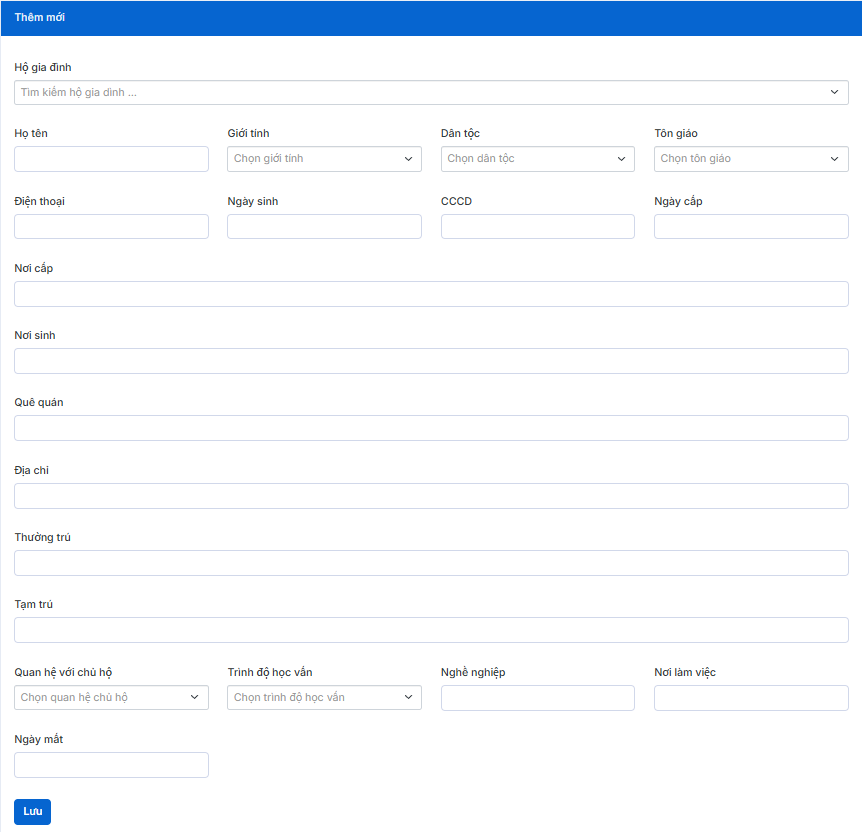 Thêm mới
Hộ gia đình
Tìm kiếm hộ gia đình ...
Họ tên Giới tính Dân tộc Tôn giáo
Chọn giới tính Chọn dân tộc Chọn tôn giáo
Điện thoại Ngày sinh CCCD Ngày cấp
Nơi cấp
Nơi sinh
Quê quán
Địa chỉ
Thường trú
Tạm trú
Quan hệ với chủ hộ Trình độ học vấn Nghề nghiệp Nơi làm việc
Chọn quan hệ chủ hộ Chọn trình độ học vấn
Ngày mất
Lưu